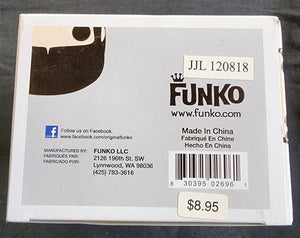 JJL 120818
FUNKO
www.funko.com
Follow us on Facebook.
www.facebook.com/originalfunko
Made In China
Fabriqué En Chine
Hecho En China
MANUFACTURED BY:
FABRIQUÉ PAR:
FABRICADO POR:
FUNKO LLC
2126 196th St. SW
Lynnwood, WA 98036
(425) 783-3616
8 30395 02696 1
$8.95